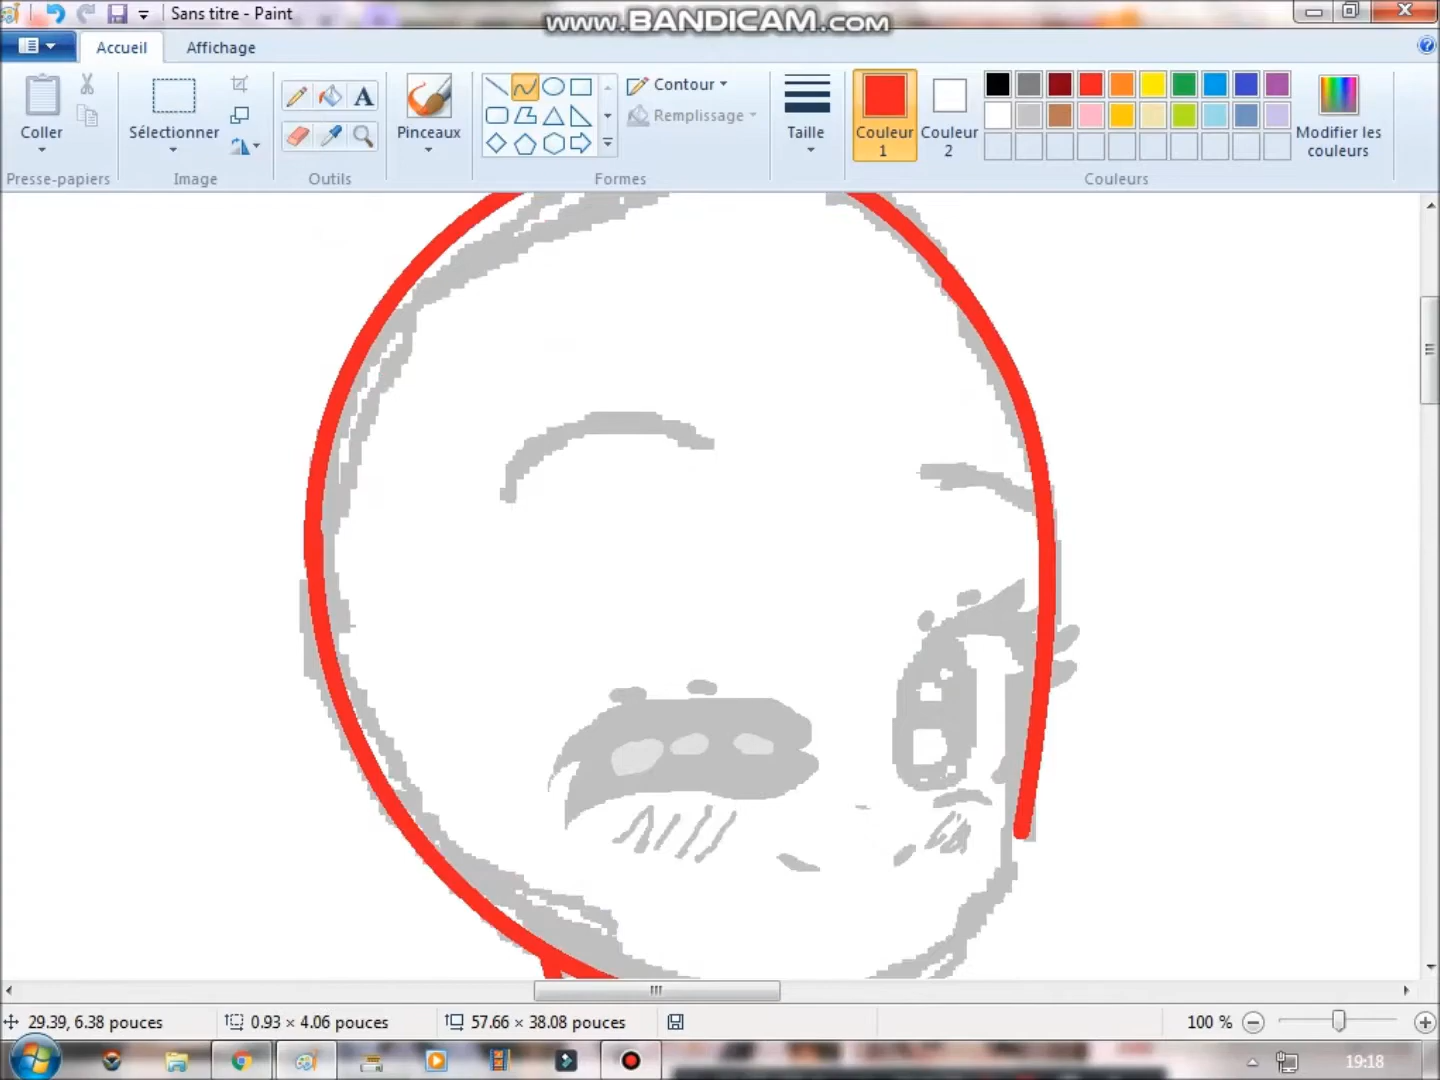 Sans titre - Paint
www.BANDICAM.com
Accueil
Affichage
Coller
Sélectionner
Pinceaux
Contour
Remplissage
Taille
Couleur 1
Couleur 2
Modifier les couleurs
Presse-papiers
Image
Outils
Formes
Couleurs
29.39, 6.38 pouces
0.93 × 4.06 pouces
57.66 × 38.08 pouces
100 %
19:18